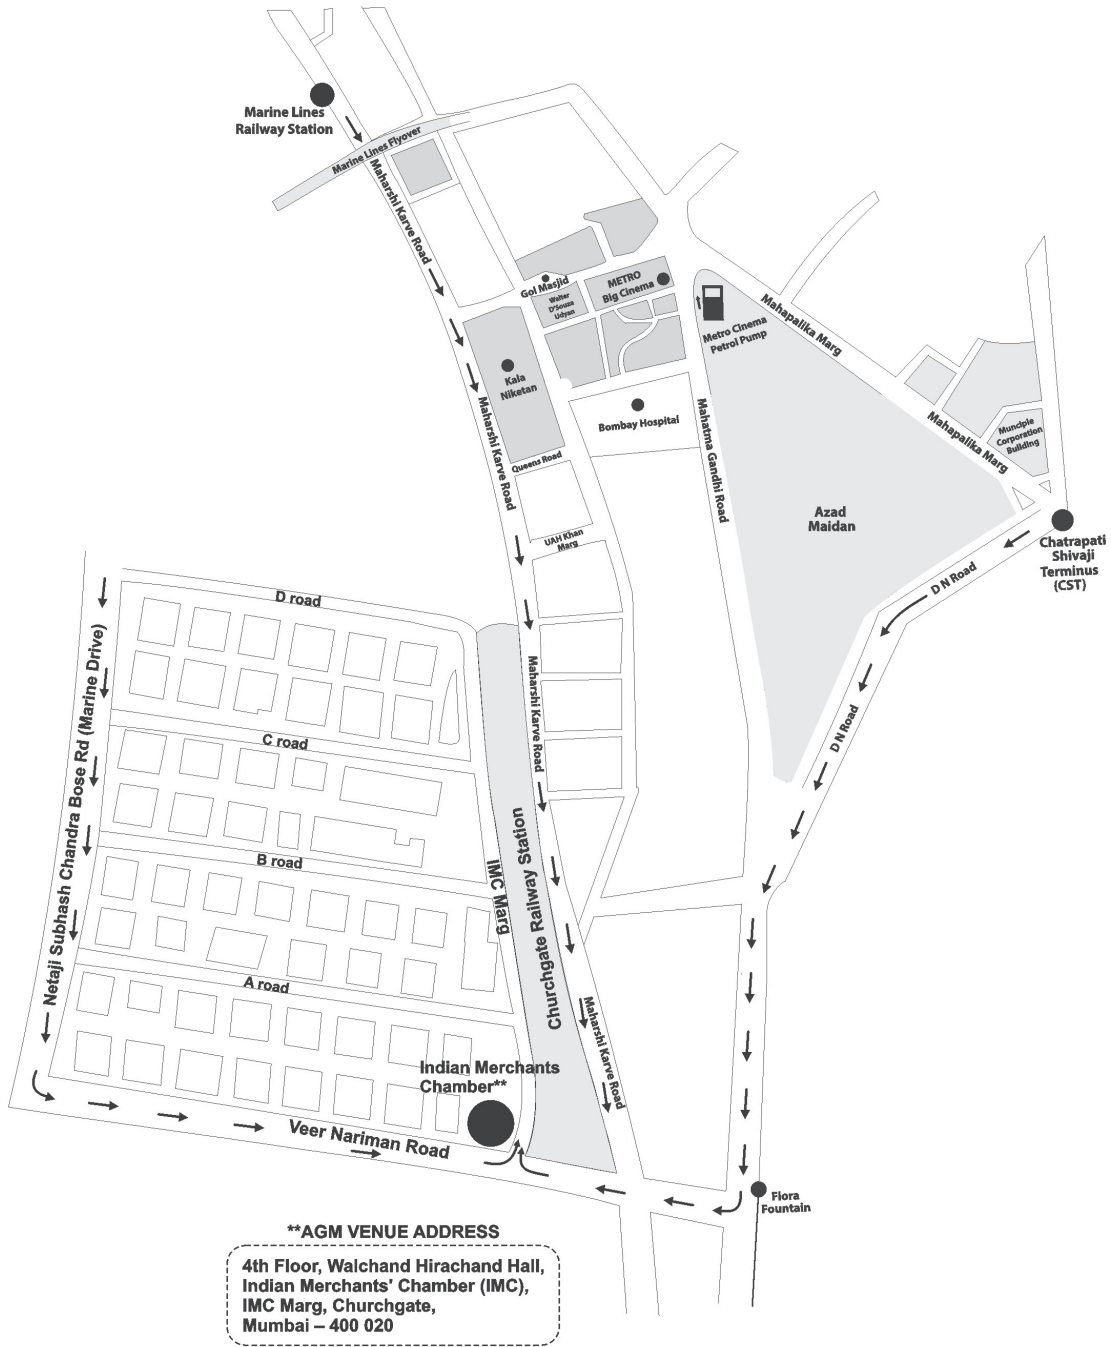 Marine Lines
Railway Station
Marine Lines Flyover
Maharshi Karve Road
Gol Masjid
Walter
D'Souza
Udyan
METRO
Big Cinema
Metro Cinema
Petrol Pump
Mahapalika Marg
Kala
Niketan
Bombay Hospital
Maharshi Karve Road
Queens Road
Mahatma Gandhi Road
Mahapalika Marg
Munciple
Corporation
Building
UAH Khan
Marg
Azad
Maidan
Chatrapati
Shivaji
Terminus
(CST)
D N Road
D road
Netaji Subhash Chandra Bose Rd (Marine Drive)
Maharshi Karve Road
D N Road
C road
B road
IMC Marg
Churchgate Railway Station
A road
Maharshi Karve Road
Indian Merchants
Chamber**
Veer Nariman Road
Flora
Fountain
**AGM VENUE ADDRESS
4th Floor, Walchand Hirachand Hall,
Indian Merchants' Chamber (IMC),
IMC Marg, Churchgate,
Mumbai – 400 020